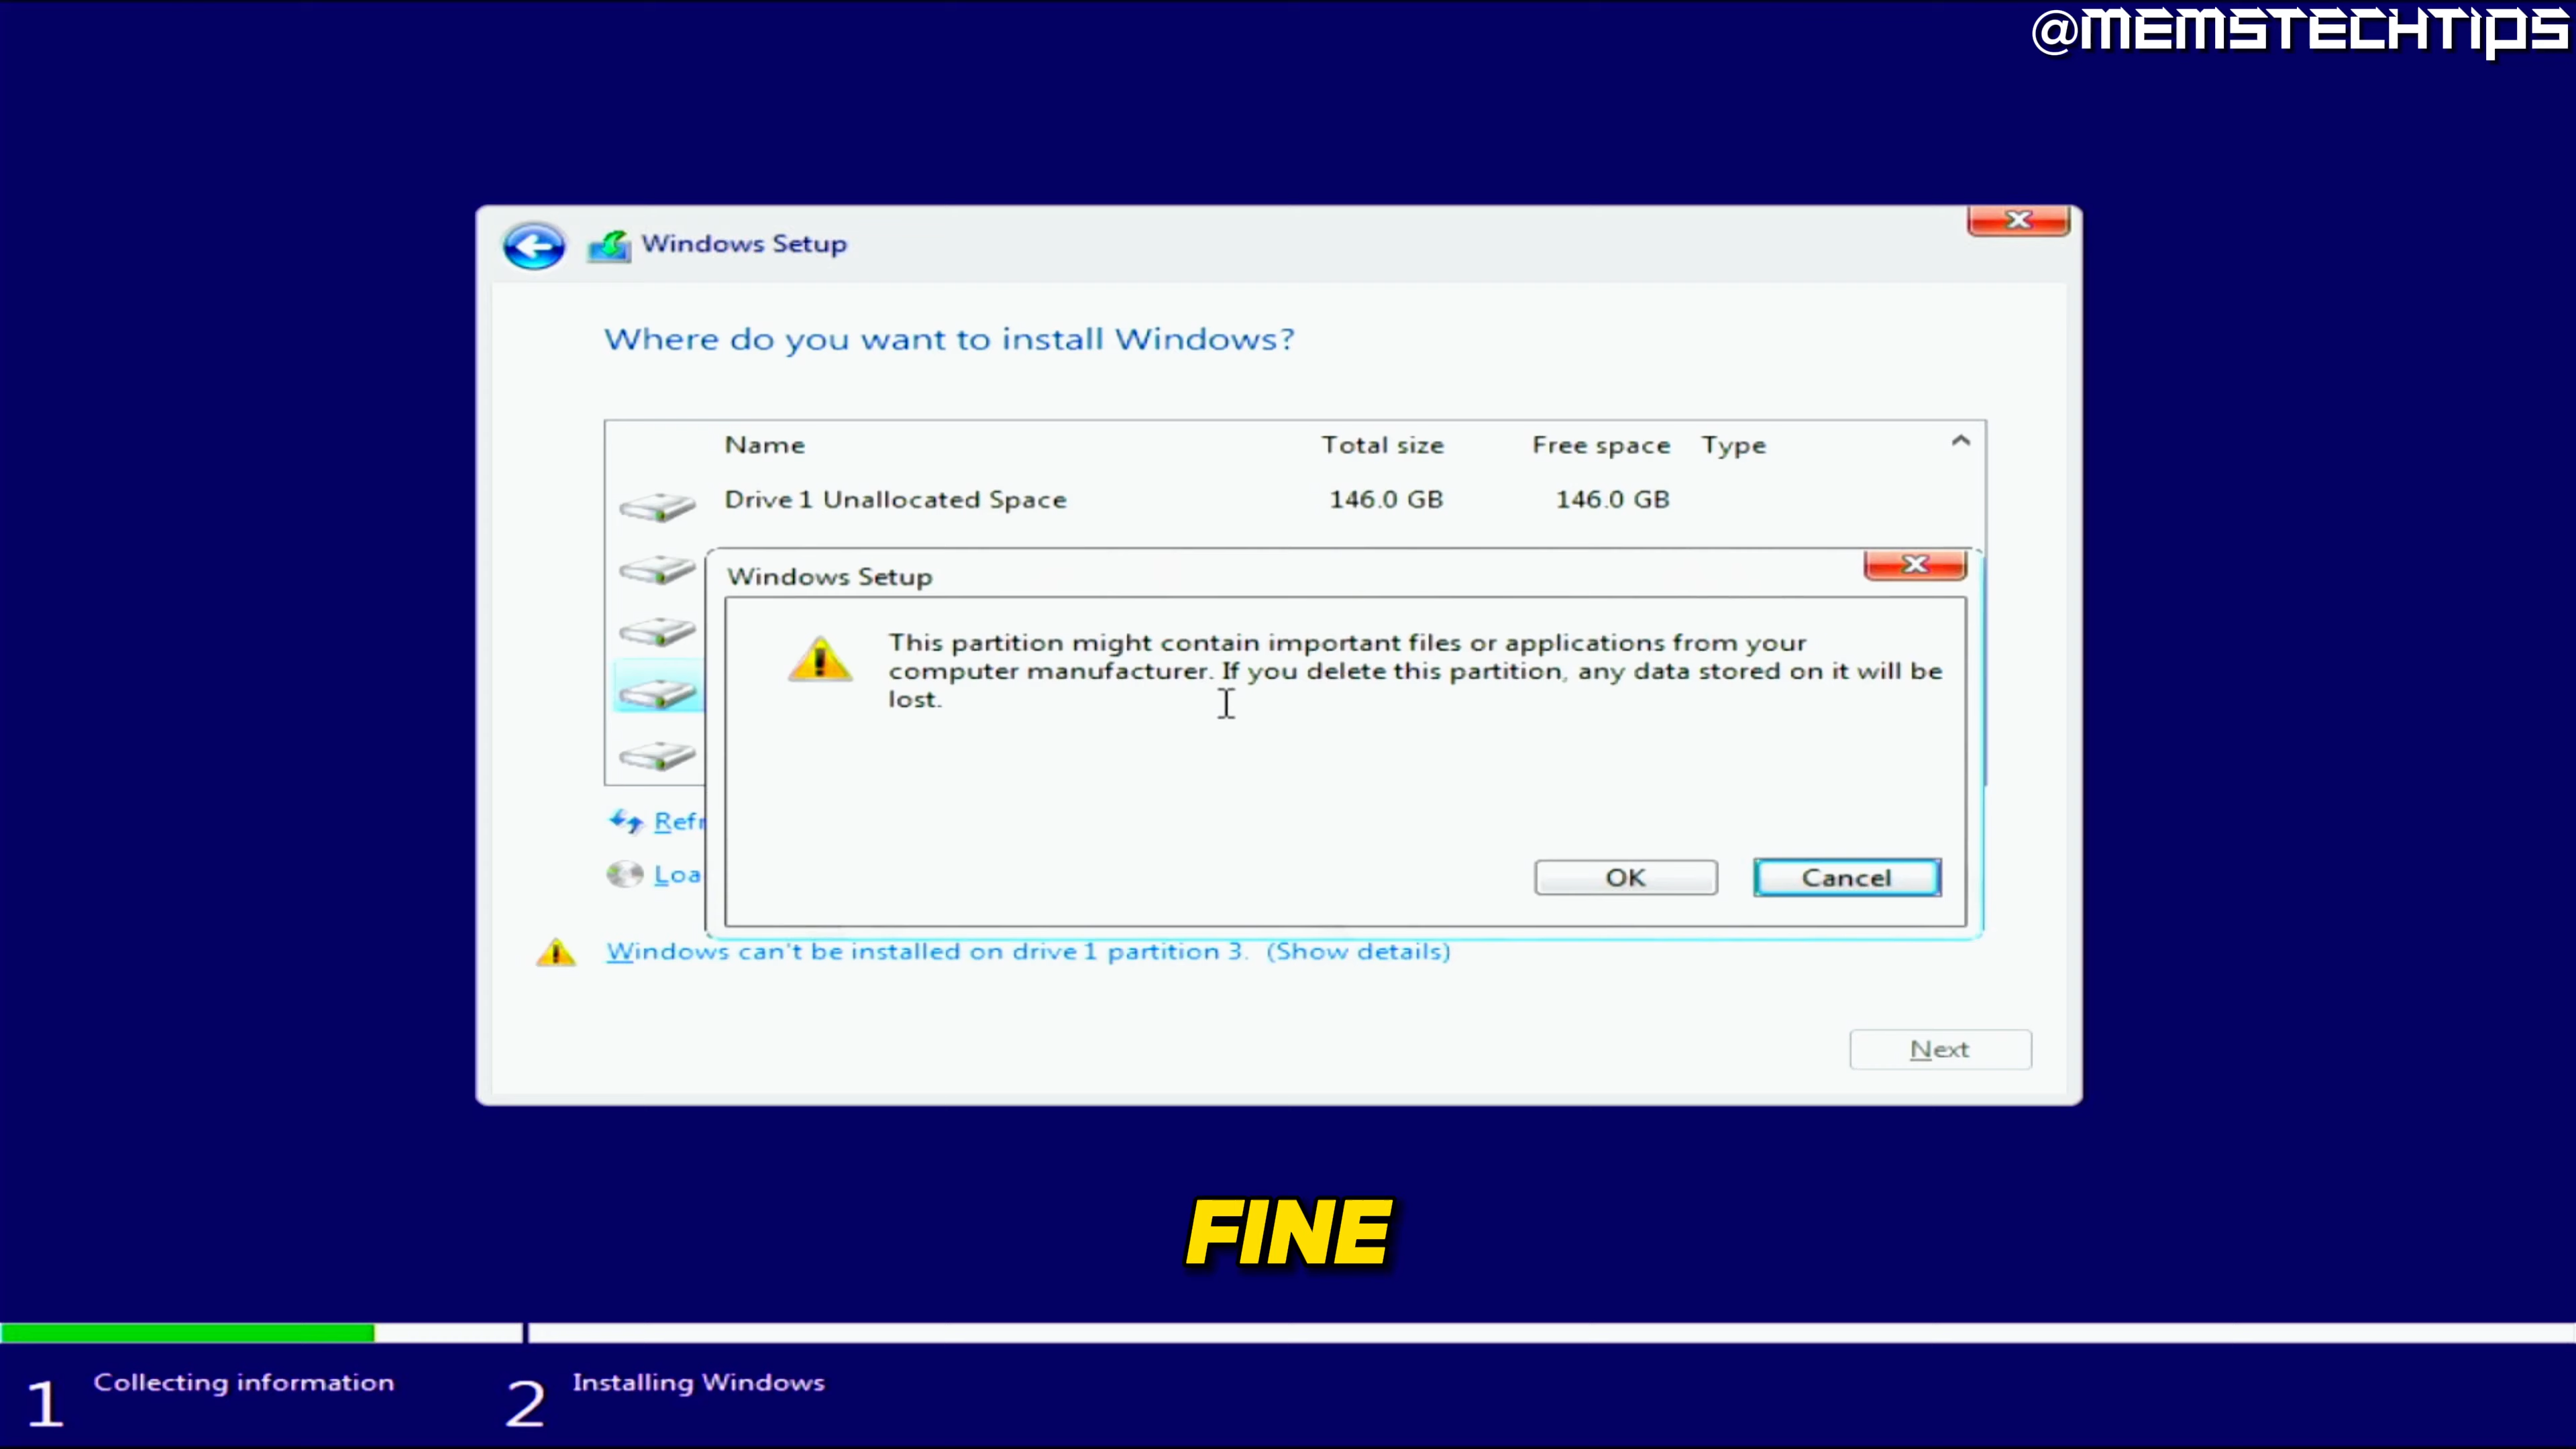 @MEMSTECHTIPS
Windows Setup
Where do you want to install Windows?
Name Total size Free space Type
Drive 1 Unallocated Space 146.0 GB 146.0 GB
Windows Setup
This partition might contain important files or applications from your
computer manufacturer. If you delete this partition, any data stored on it will be
lost.
Refr
Loa
OK Cancel
Windows can't be installed on drive 1 partition 3. (Show details)
Next
FINE
1 Collecting information 2 Installing Windows